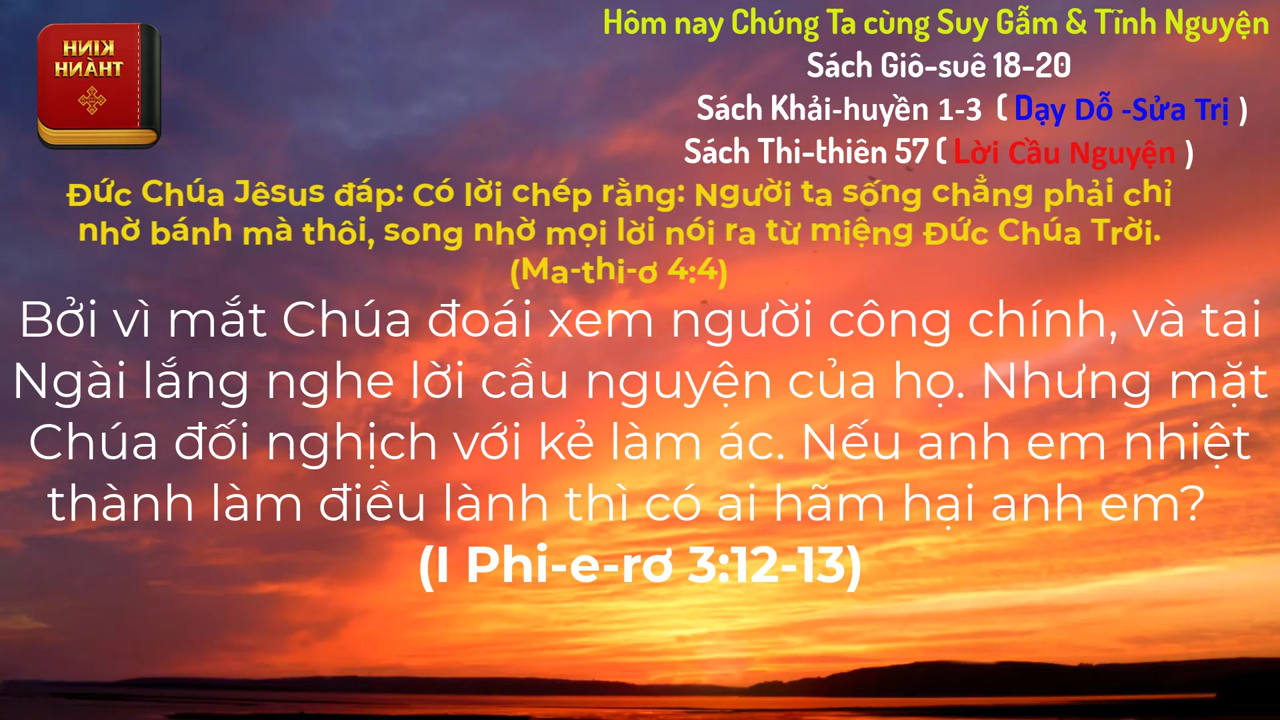 KINH
THÁNH
Hôm nay Chúng Ta cùng Suy Gẫm & Tĩnh Nguyện
Sách Giô-suê 18-20
Sách Khải-huyền 1-3 ( Dạy Dỗ -Sửa Trị )
Sách Thi-thiên 57 ( Lời Cầu Nguyện )
Đức Chúa Jêsus đáp: Có lời chép rằng: Người ta sống chẳng phải chỉ
nhờ bánh mà thôi, song nhờ mọi lời nói ra từ miệng Đức Chúa Trời.
(Ma-thi-ơ 4:4)
Bởi vì mắt Chúa đoái xem người công chính, và tai
Ngài lắng nghe lời cầu nguyện của họ. Nhưng mặt
Chúa đối nghịch với kẻ làm ác. Nếu anh em nhiệt
thành làm điều lành thì có ai hãm hại anh em?
(I Phi-e-rơ 3:12-13)